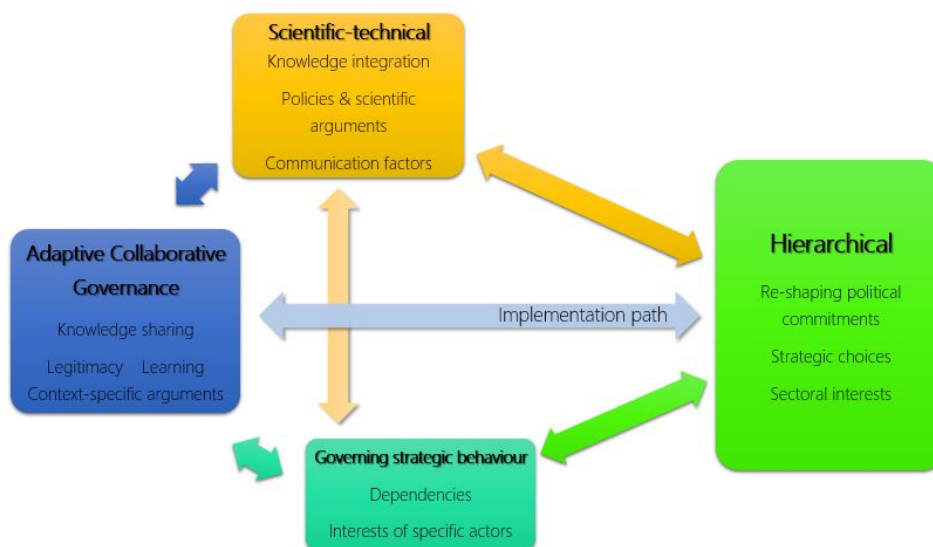 Scientific-technical
Knowledge integration
Policies & scientific
arguments
Communication factors
Adaptive Collaborative
Governance
Knowledge sharing
Legitimacy Learning
Context-specific arguments
Implementation path
Hierarchical
Re-shaping political
commitments
Strategic choices
Sectoral interests
Governing strategic behaviour
Dependencies
Interests of specific actors